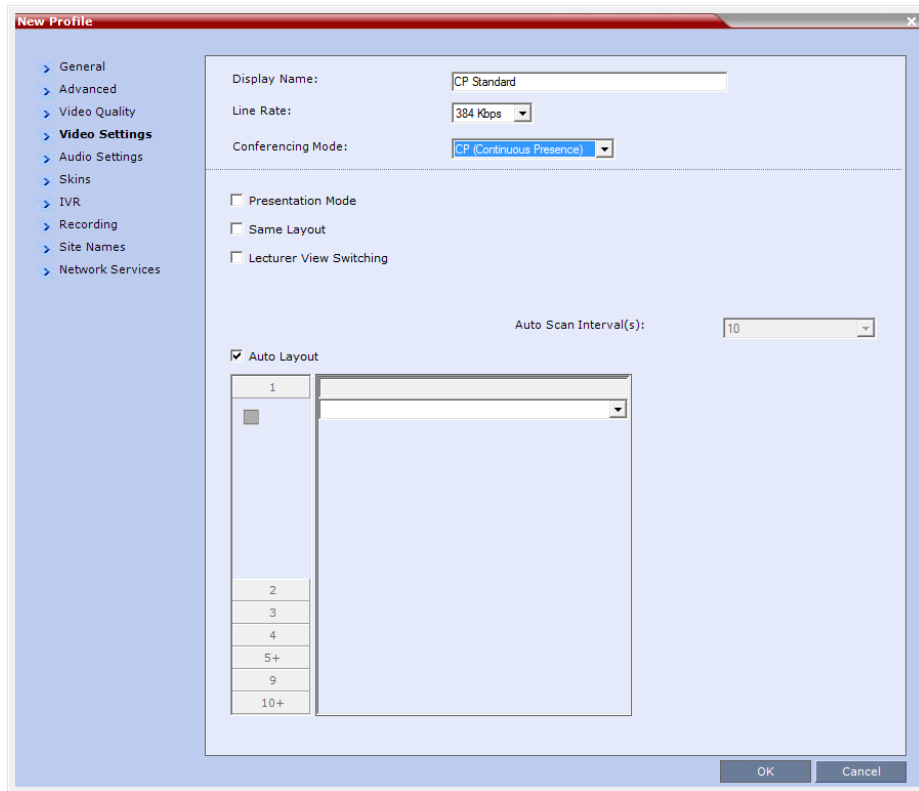 New Profile
General
Advanced
Video Quality
Video Settings
Audio Settings
Skins
IVR
Recording
Site Names
Network Services
Display Name: CP Standard
Line Rate: 384 Kbps
Conferencing Mode: CP (Continuous Presence)
Presentation Mode
Same Layout
Lecturer View Switching
Auto Scan Interval(s): 10
Auto Layout
1
2
3
4
5+
9
10+
OK Cancel